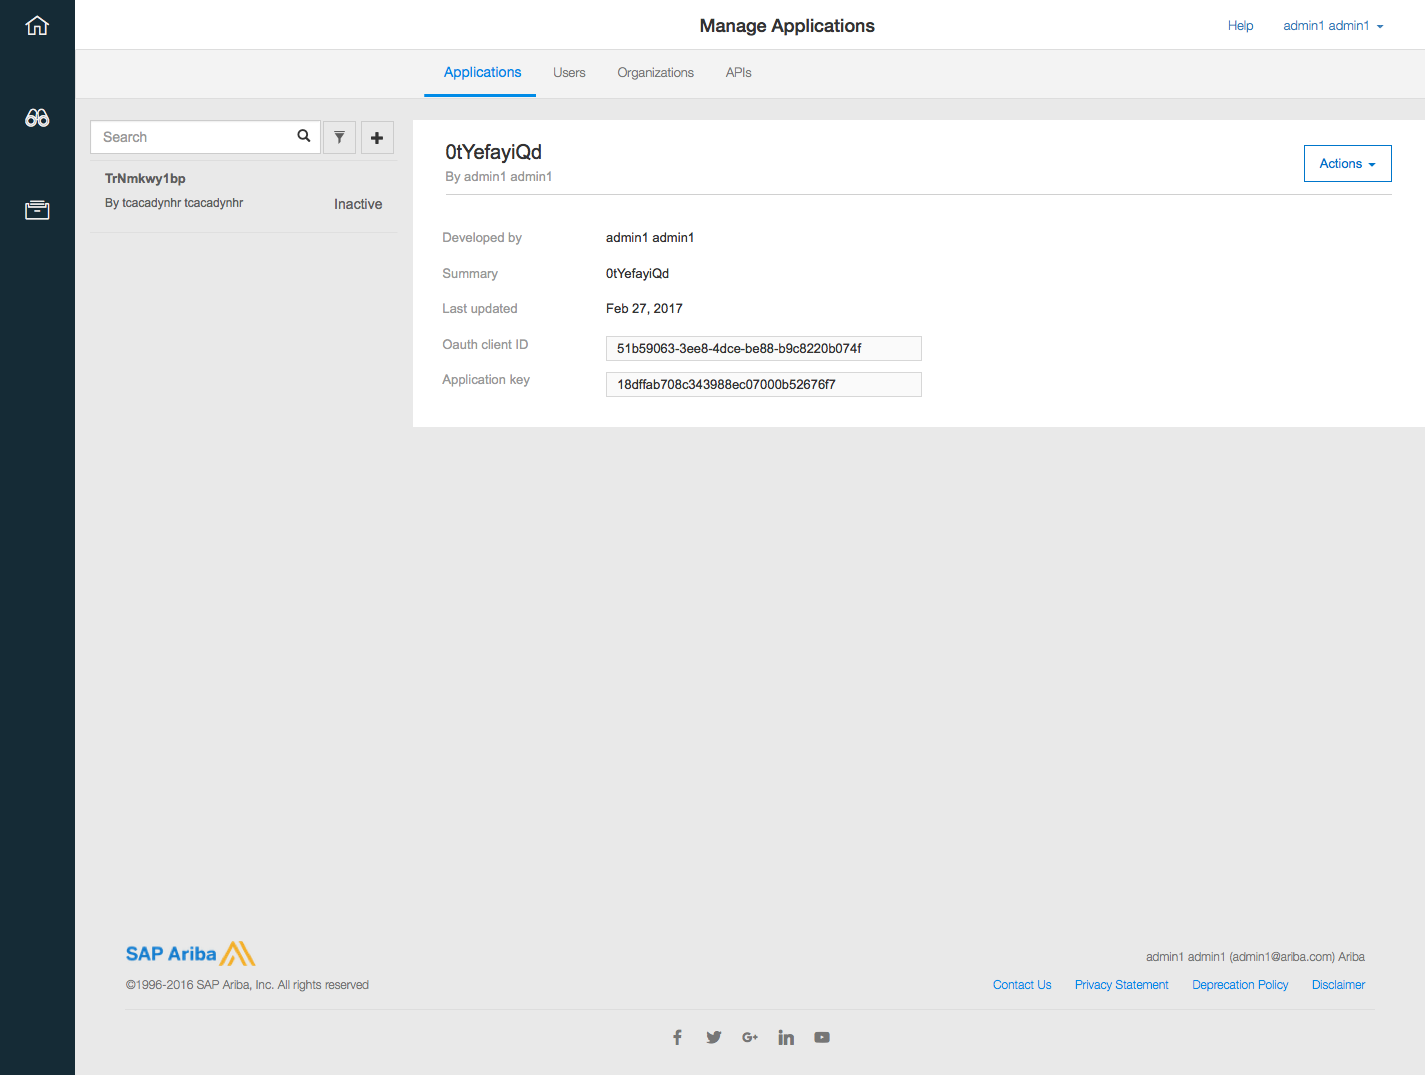 Manage Applications
Help
admin1 admin1
Applications Users Organizations APIs
Search
TrNmkwy1bp
By tcacadynhr tcacadynhr
Inactive
0tYefayiQd
By admin1 admin1
Actions
Developed by admin1 admin1
Summary 0tYefayiQd
Last updated Feb 27, 2017
Oauth client ID 51b59063-3ee8-4dce-be88-b9c8220b074f
Application key 18dffab708c343988ec07000b52676f7
SAP Ariba
©1996-2016 SAP Ariba, Inc. All rights reserved
admin1 admin1 (admin1@ariba.com) Ariba
Contact Us Privacy Statement Deprecation Policy Disclaimer